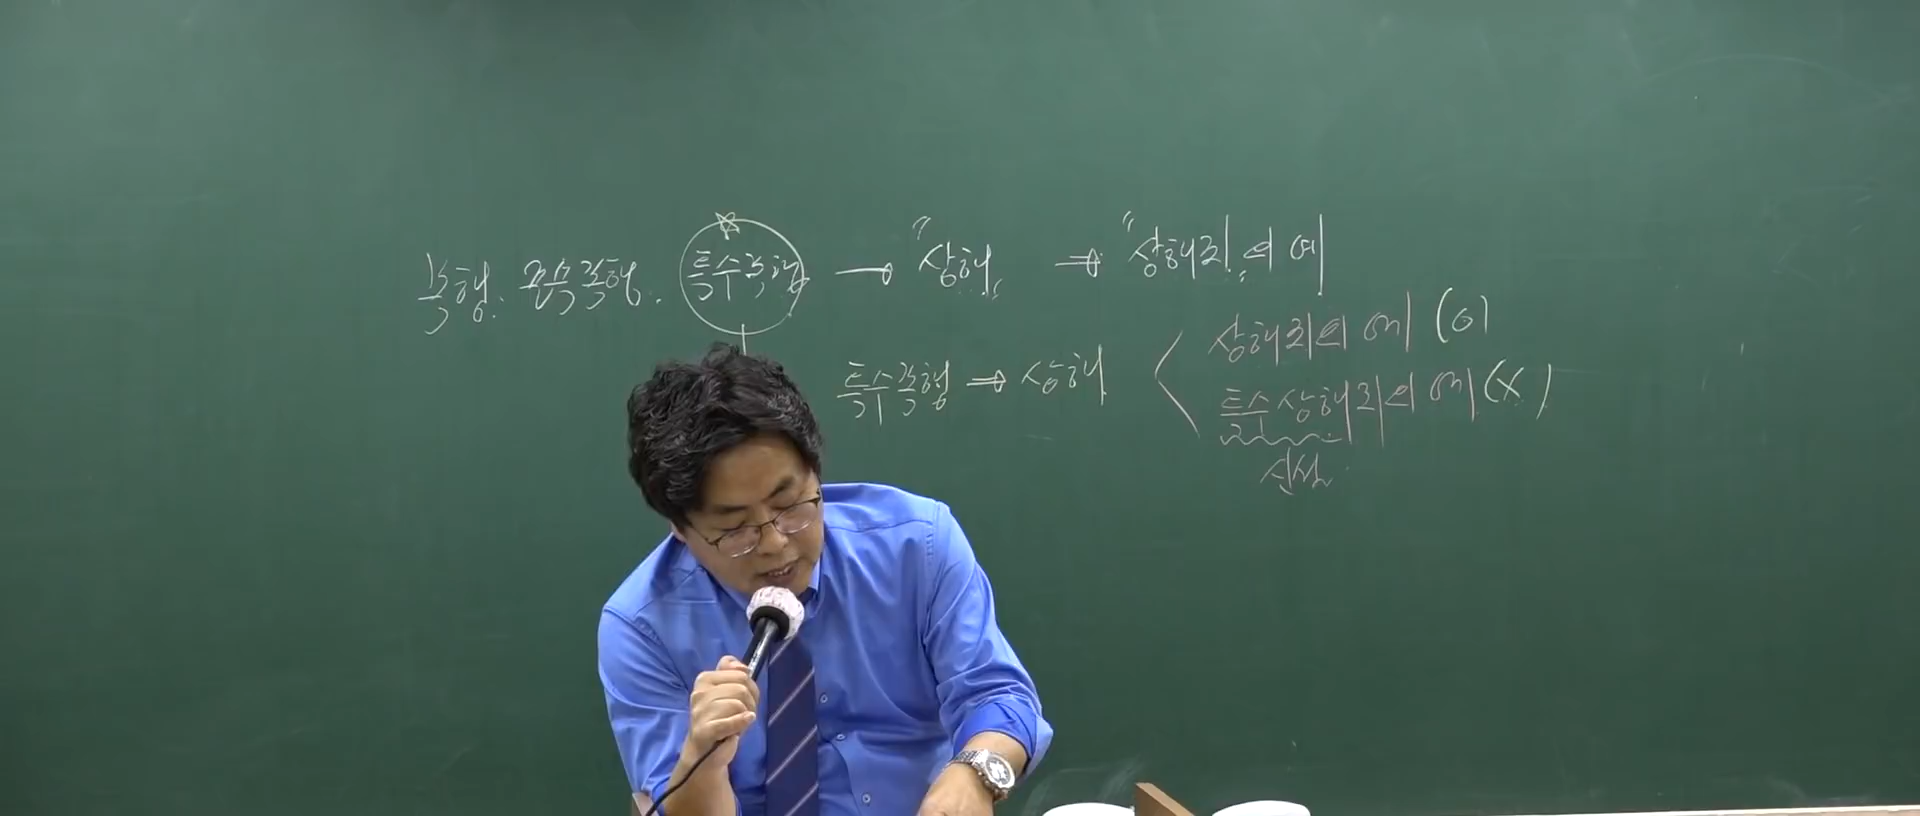 폭행. 존속폭행. 특수폭행 → "상해" ⇒ "상해죄"의 예
특수폭행 ⇒ 상해 < 상해죄의 예 (O)
특수상해죄의 예 (X)
신설